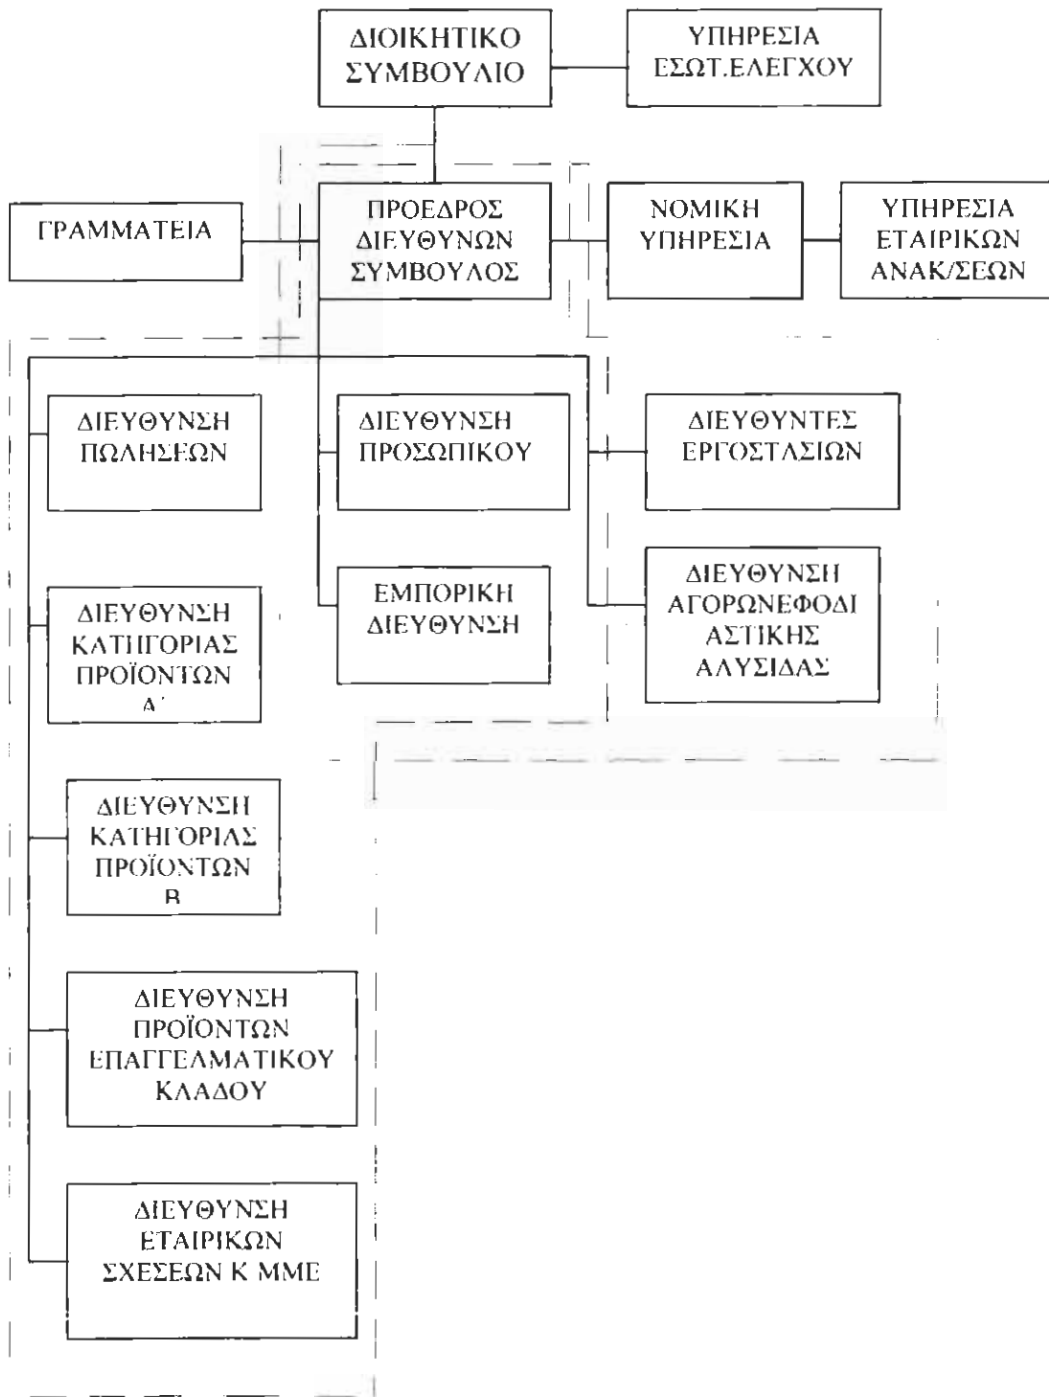 ΔΙΟΙΚΗΤΙΚΟ
ΣΥΜΒΟΥΛΙΟ
ΥΠΗΡΕΣΙΑ
ΕΣΩΤ.ΕΛΕΓΧΟΥ
ΓΡΑΜΜΑΤΕΙΑ
ΠΡΟΕΔΡΟΣ
ΔΙΕΥΘΥΝΩΝ
ΣΥΜΒΟΥΛΟΣ
ΝΟΜΙΚΗ
ΥΠΗΡΕΣΙΑ
ΥΠΗΡΕΣΙΑ
ΕΤΑΙΡΙΚΩΝ
ΑΝΑΚ/ΣΕΩΝ
ΔΙΕΥΘΥΝΣΗ
ΠΩΛΗΣΕΩΝ
ΔΙΕΥΘΥΝΣΗ
ΠΡΟΣΩΠΙΚΟΥ
ΔΙΕΥΘΥΝΤΕΣ
ΕΡΓΟΣΤΑΣΙΩΝ
ΔΙΕΥΘΥΝΣΗ
ΚΑΤΗΓΟΡΙΑΣ
ΠΡΟΪΟΝΤΩΝ
Α΄
ΕΜΠΟΡΙΚΗ
ΔΙΕΥΘΥΝΣΗ
ΔΙΕΥΘΥΝΣΗ
ΑΓΟΡΩΝΕΦΟΔΙ
ΑΣΤΙΚΗΣ
ΑΛΥΣΙΔΑΣ
ΔΙΕΥΘΥΝΣΗ
ΚΑΤΗΓΟΡΙΑΣ
ΠΡΟΪΟΝΤΩΝ
Β
ΔΙΕΥΘΥΝΣΗ
ΠΡΟΪΟΝΤΩΝ
ΕΠΑΓΓΕΛΜΑΤΙΚΟΥ
ΚΛΑΔΟΥ
ΔΙΕΥΘΥΝΣΗ
ΕΤΑΙΡΙΚΩΝ
ΣΧΕΣΕΩΝ Κ ΜΜΕ